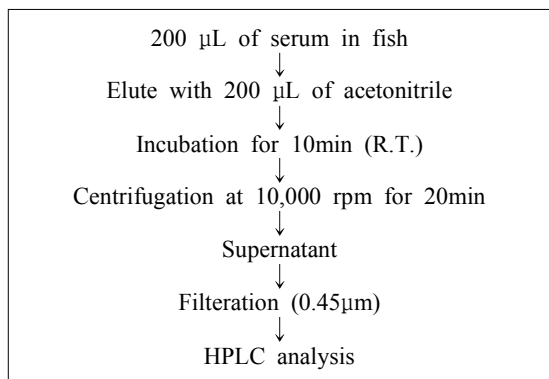 200 µL of serum in fish
Elute with 200 µL of acetonitrile
Incubation for 10min (R.T.)
Centrifugation at 10,000 rpm for 20min
Supernatant
Filteration (0.45µm)
HPLC analysis